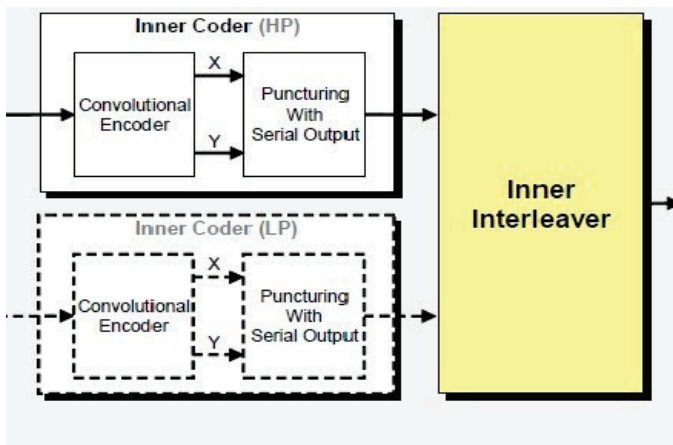 Inner Coder (HP)
X
Convolutional
Encoder
Y
Puncturing
With
Serial Output
Inner Coder (LP)
X
Convolutional
Encoder
Y
Puncturing
With
Serial Output
Inner
Interleaver